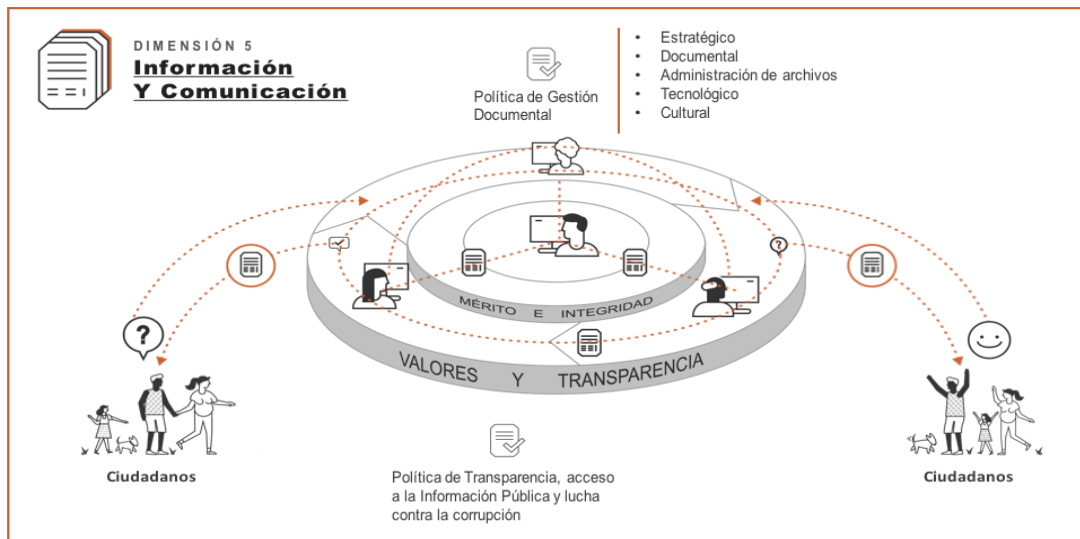 DIMENSIÓN 5
Información
Y Comunicación
Política de Gestión
Documental
• Estratégico
• Documental
• Administración de archivos
• Tecnológico
• Cultural
MÉRITO E INTEGRIDAD
VALORES Y TRANSPARENCIA
?
?
Ciudadanos
Ciudadanos
Política de Transparencia, acceso
a la Información Pública y lucha
contra la corrupción